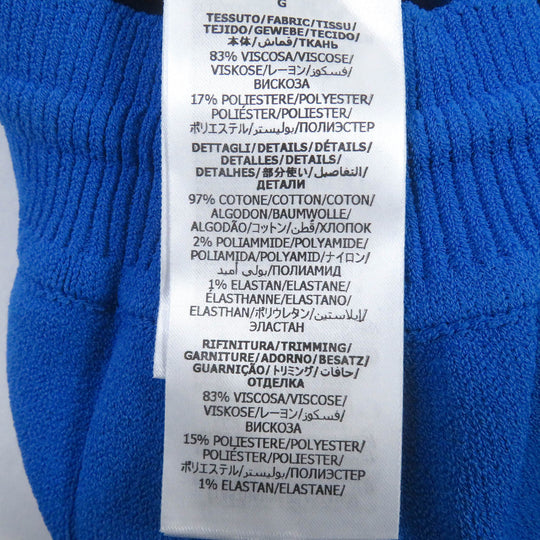 G
TESSUTO/FABRIC/TISSU/
TEJIDO/GEWEBE/TECIDO/
本体/قماش/ТКАНЬ
83% VISCOSA/VISCOSE/
VISKOSE/レーヨン/فسكوز/
ВИСКОЗА
17% POLIESTERE/POLYESTER/
POLIÉSTER/POLIESTER/
ポリエステル/بوليستر/ПОЛИЭСТЕР
DETTAGLI/DETAILS/DÉTAILS/
DETALLES/DETAILS/
DETALHES/部分使い/التفاصيل/
ДЕТАЛИ
97% COTONE/COTTON/COTON/
ALGODON/BAUMWOLLE/
ALGODÃO/コットン/قطن/ХЛОПОК
2% POLIAMMIDE/POLYAMIDE/
POLIAMIDA/POLYAMID/ナイロン/
بولي أميد/ПОЛИАМИД
1% ELASTAN/ELASTANE/
ÉLASTHANNE/ELASTANO/
ELASTHAN/ポリウレタン/إيلاستين/
ЭЛАСТАН
RIFINITURA/TRIMMING/
GARNITURE/ADORNO/BESATZ/
GUARNIÇÃO/トリミング/حافات/
ОТДЕЛКА
83% VISCOSA/VISCOSE/
VISKOSE/レーヨン/فسكوز/
ВИСКОЗА
15% POLIESTERE/POLYESTER/
POLIÉSTER/POLIESTER/
ポリエステル/بوليستر/ПОЛИЭСТЕР
1% ELASTAN/ELASTANE/